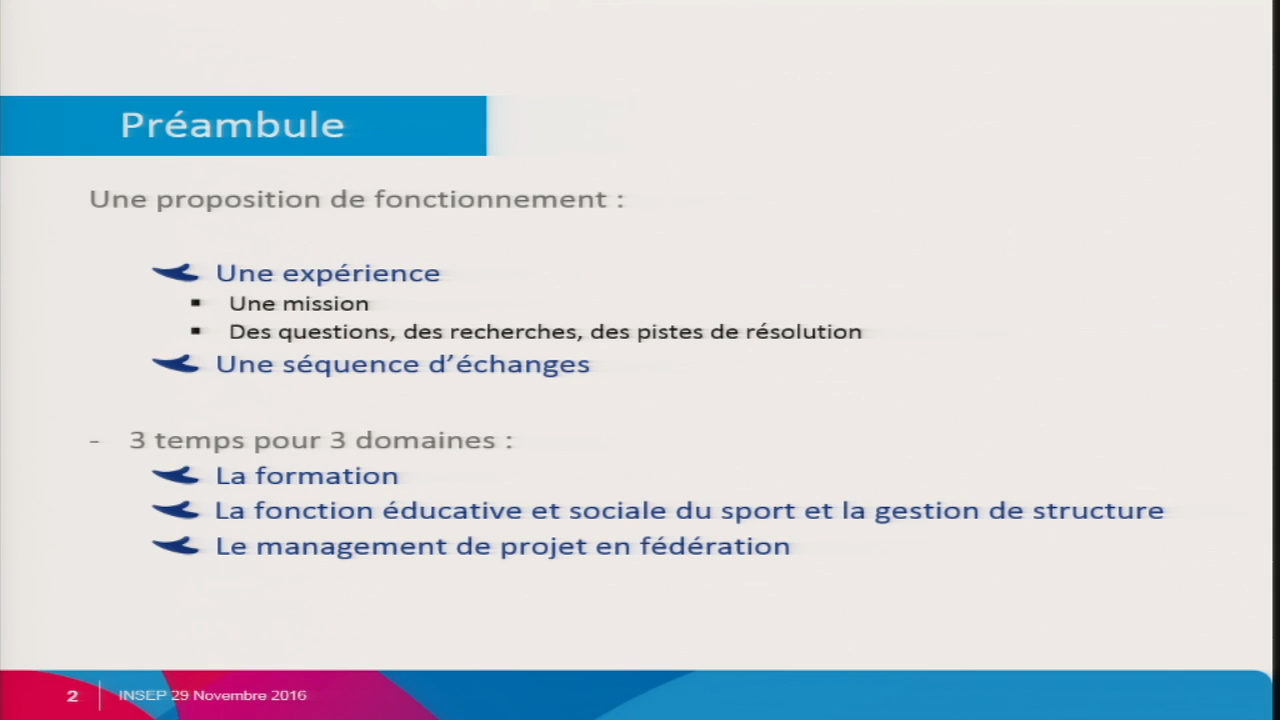 Préambule
Une proposition de fonctionnement :
Une expérience
▪ Une mission
▪ Des questions, des recherches, des pistes de résolution
Une séquence d’échanges
- 3 temps pour 3 domaines :
La formation
La fonction éducative et sociale du sport et la gestion de structure
Le management de projet en fédération
2 INSEP 29 Novembre 2016